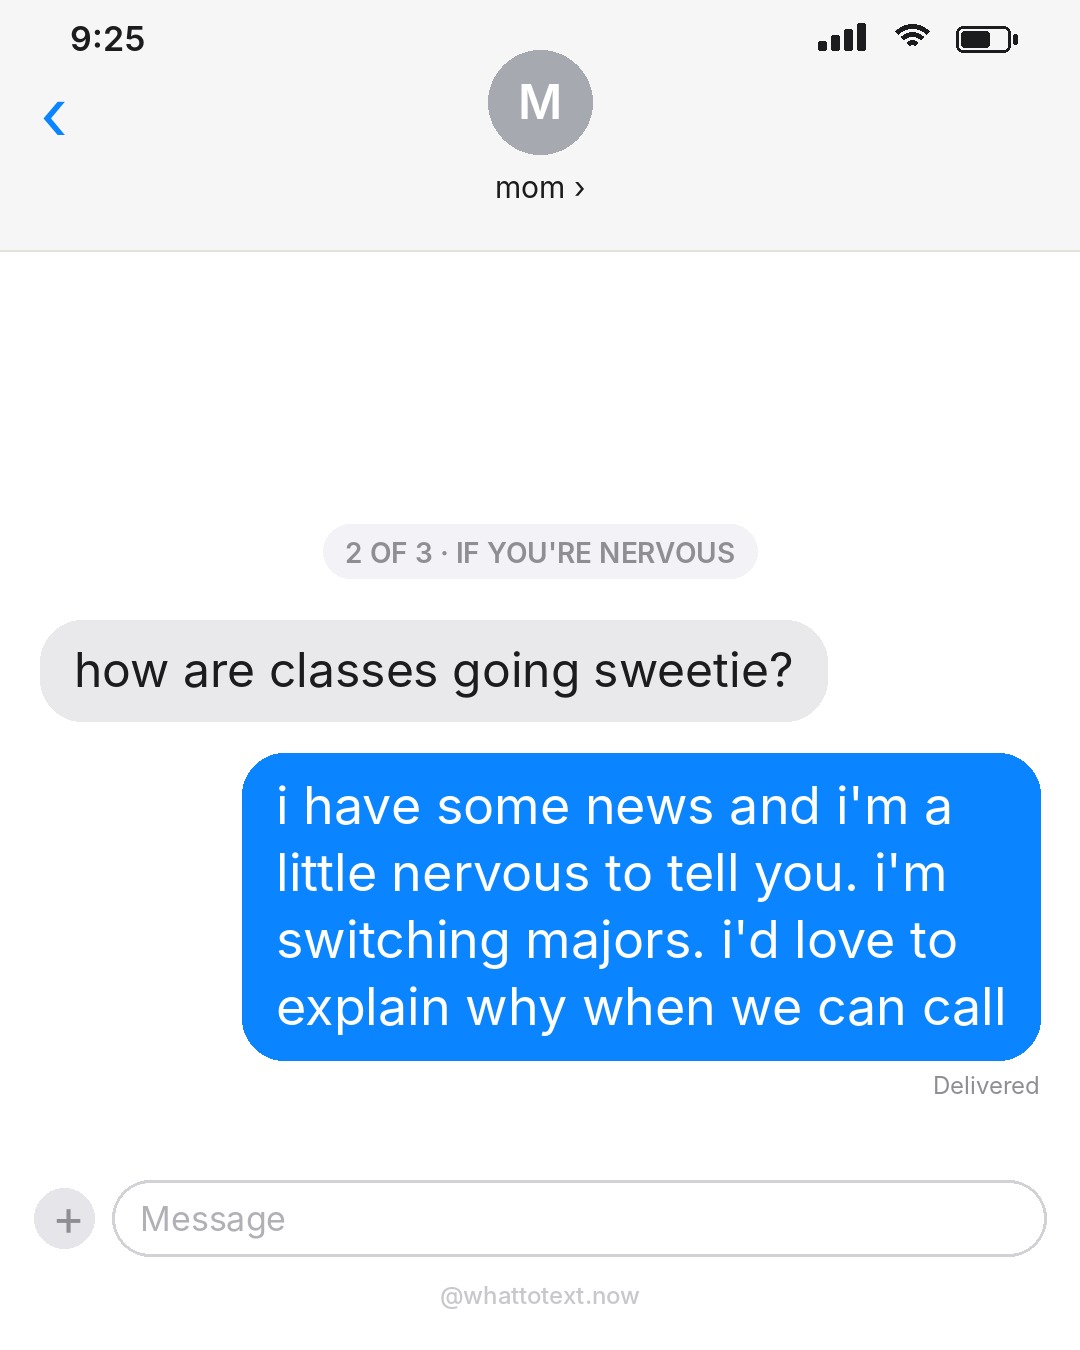 9:25
M
mom ›
2 OF 3 · IF YOU'RE NERVOUS
how are classes going sweetie?
i have some news and i'm a
little nervous to tell you. i'm
switching majors. i'd love to
explain why when we can call
Delivered
+ Message
@whattotext.now